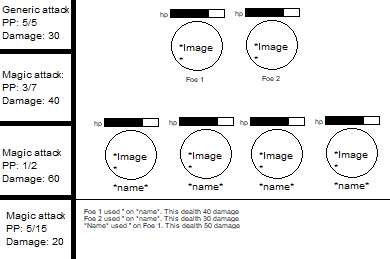 Generic attack
PP: 5/5
Damage: 30
Magic attack:
PP: 3/7
Damage: 40
Magic attack
PP: 1/2
Damage: 60
Magic attack
PP: 5/15
Damage: 20
hp hp
*Image *Image
* *
Foe 1 Foe 2
hp hp hp hp
*Image *Image *Image *Image
* * * *
*name* *name* *name* *name*
Foe 1 used " on "name". This dealth 40 damage
Foe 2 used " on "name". This dealth 30 damage
"Name" used " on Foe 1. This dealth 50 damage